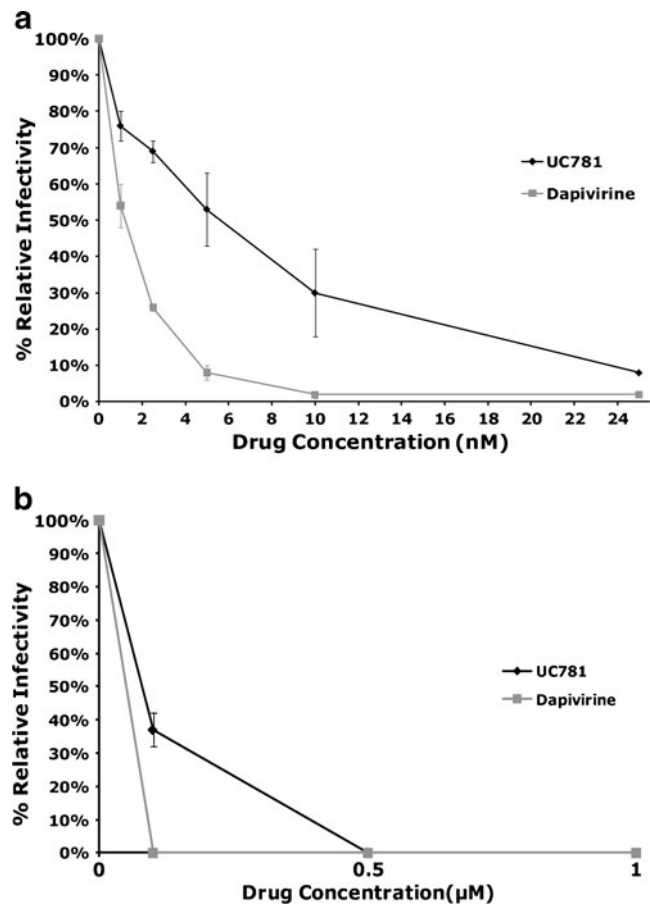 a
100%
90%
80%
70%
60%
50%
40%
30%
20%
10%
0%
% Relative Infectivity
UC781
Dapivirine
0 2 4 6 8 10 12 14 16 18 20 22 24
Drug Concentration (nM)
b
100%
90%
80%
70%
60%
50%
40%
30%
20%
10%
0%
% Relative Infectivity
UC781
Dapivirine
0 0.5 1
Drug Concentration(µM)